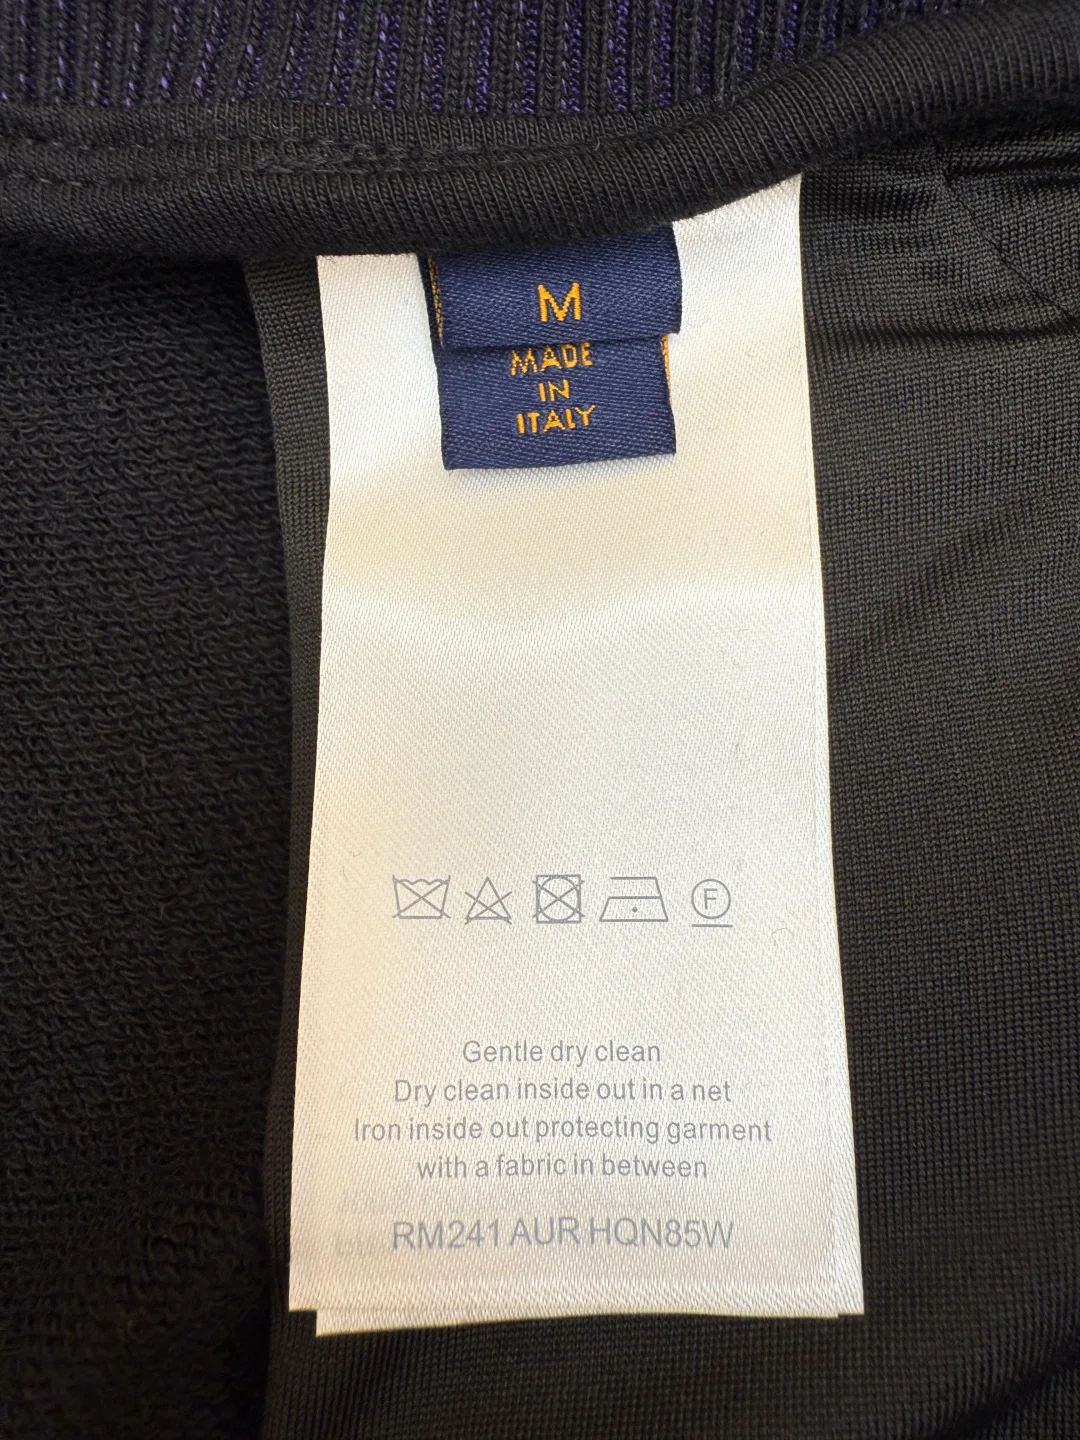 M
MADE
IN
ITALY
F
Gentle dry clean
Dry clean inside out in a net
Iron inside out protecting garment
with a fabric in between
RM241 AUR HQN85W